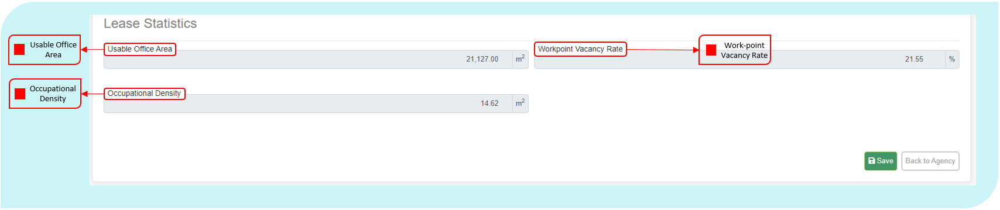 Lease Statistics
Usable Office
Area
Usable Office Area
21,127.00
m²
Workpoint Vacancy Rate
Work-point
Vacancy Rate
21.55
%
Occupational
Density
Occupational Density
14.62
m²
Save
Back to Agency